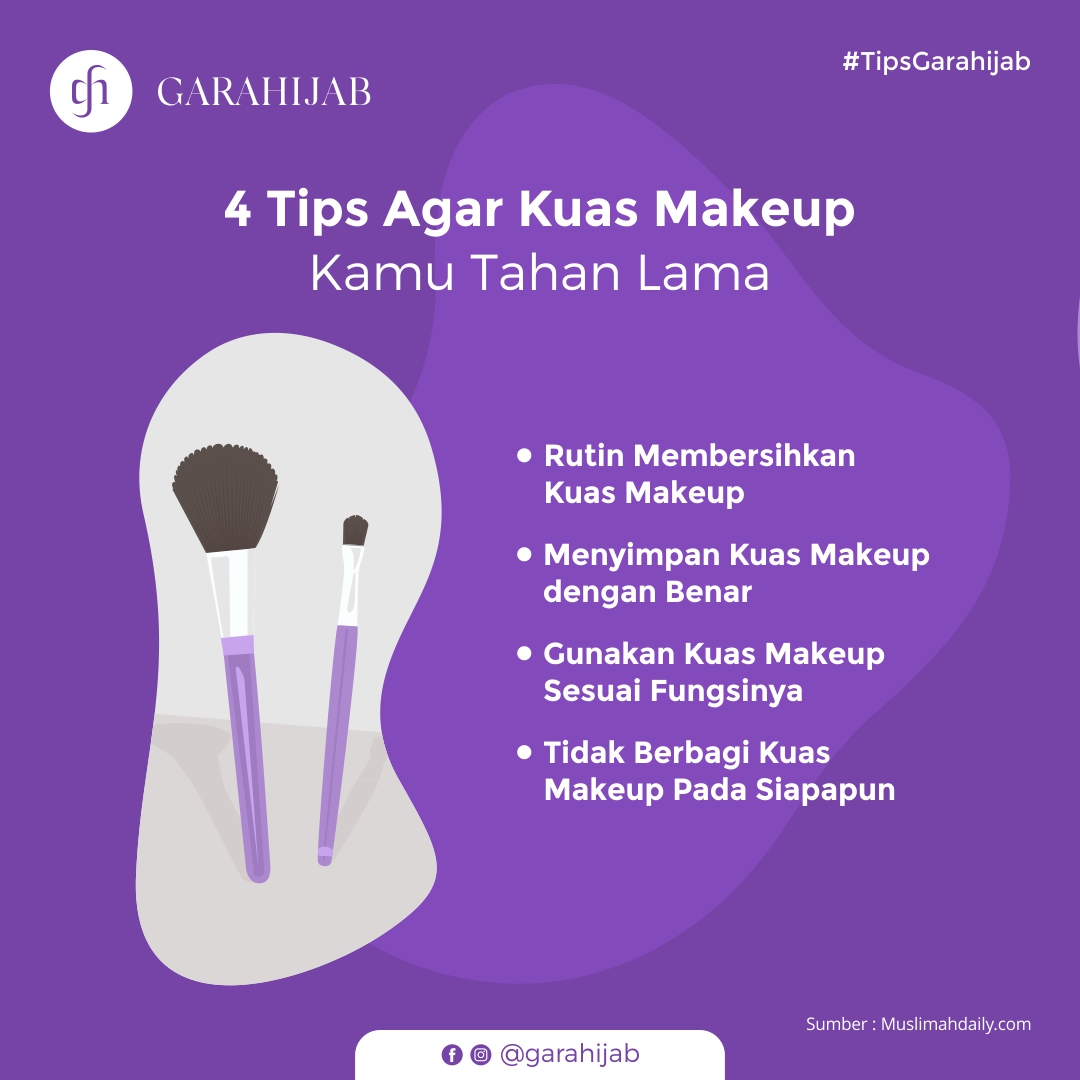 GARAHIJAB
#TipsGarahijab
4 Tips Agar Kuas Makeup
Kamu Tahan Lama
• Rutin Membersihkan
Kuas Makeup
• Menyimpan Kuas Makeup
dengan Benar
• Gunakan Kuas Makeup
Sesuai Fungsinya
• Tidak Berbagi Kuas
Makeup Pada Siapapun
Sumber : Muslimahdaily.com
@garahijab